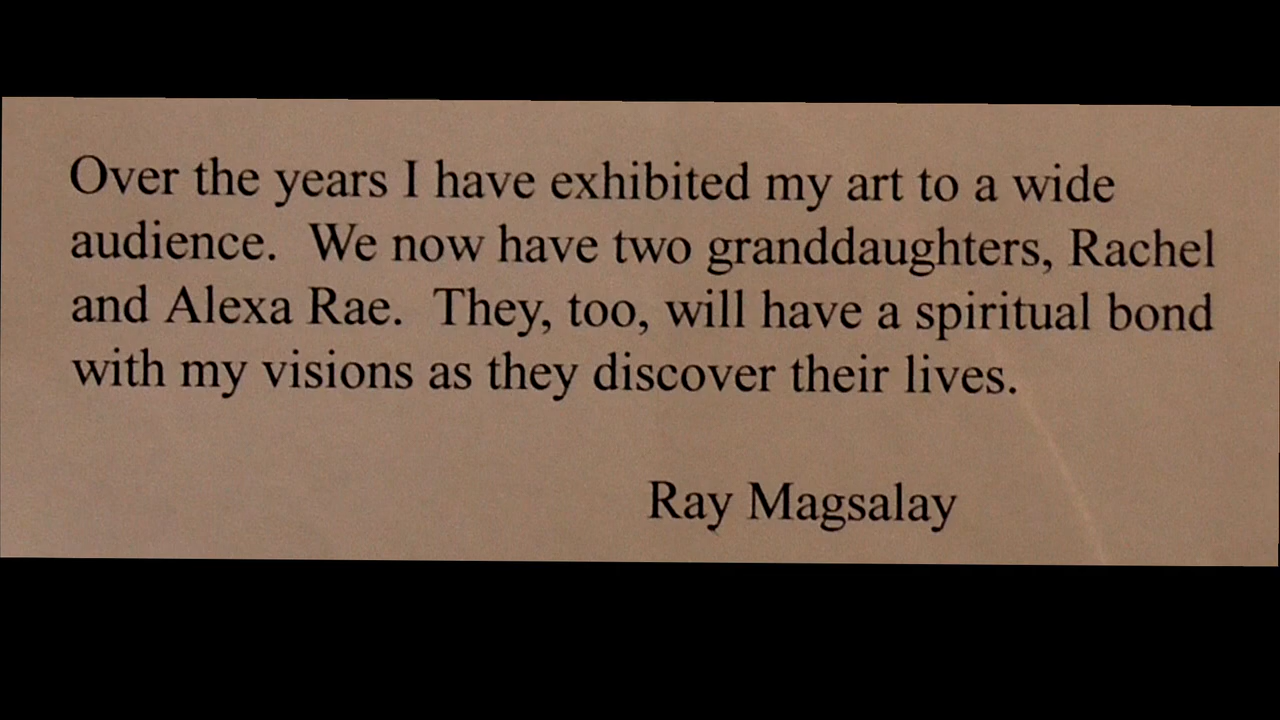 Over the years I have exhibited my art to a wide
audience.  We now have two granddaughters, Rachel
and Alexa Rae.  They, too, will have a spiritual bond
with my visions as they discover their lives.
Ray Magsalay